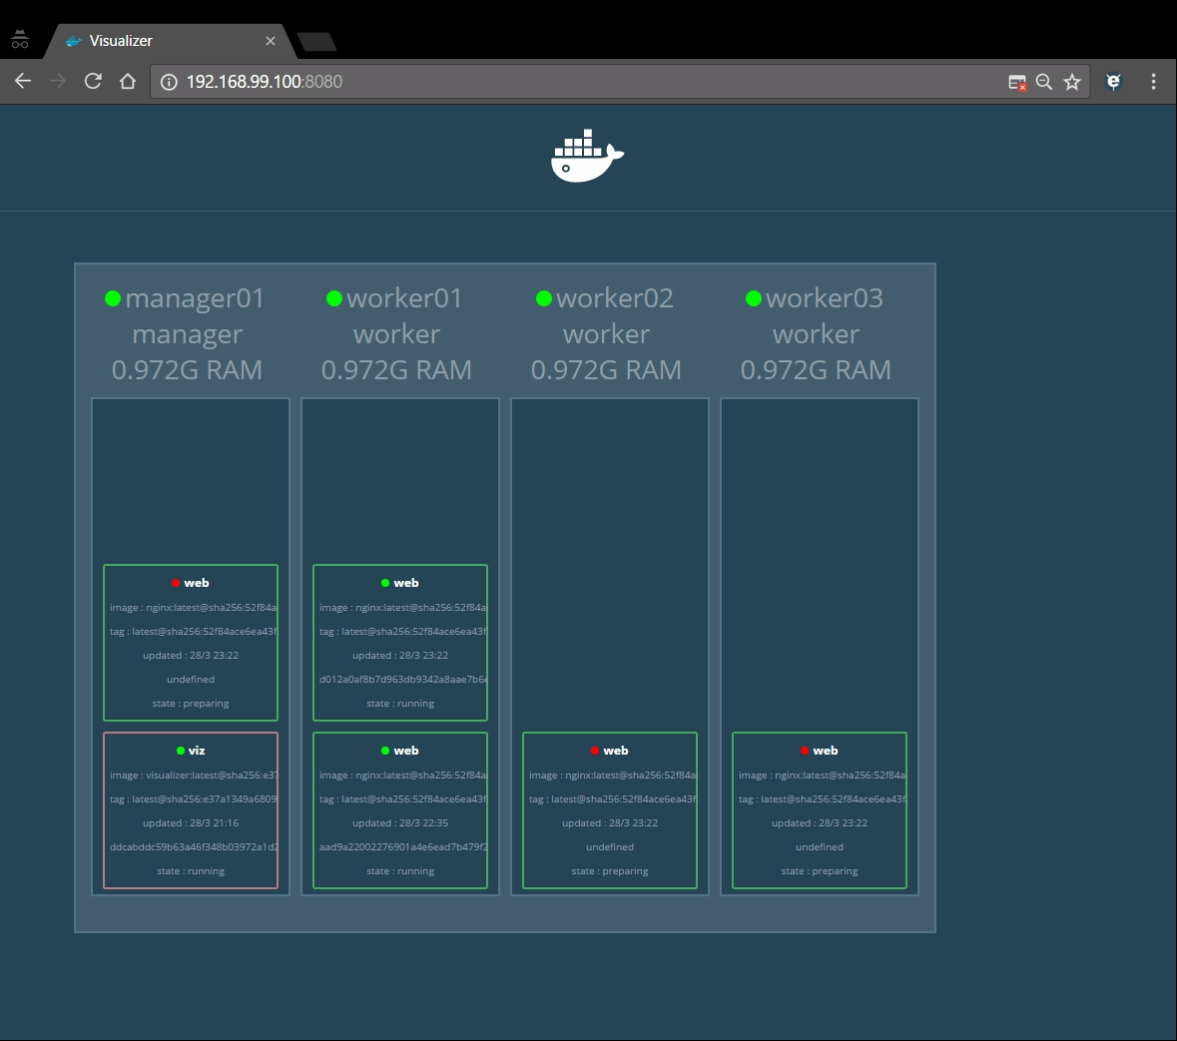 Visualizer
192.168.99.100:8080
manager01
manager
0.972G RAM
worker01
worker
0.972G RAM
worker02
worker
0.972G RAM
worker03
worker
0.972G RAM
web
image : nginx:latest@sha256:52f84a
tag : latest@sha256:52f84ace6ea43f
updated : 28/3 23:22
undefined
state : preparing
viz
image : visualizer:latest@sha256:e37
tag : latest@sha256:e37a1349a6809
updated : 28/3 21:16
ddcabddc59b63a46f348b03972a1d2
state : running
web
image : nginx:latest@sha256:52f84a
tag : latest@sha256:52f84ace6ea43f
updated : 28/3 23:22
d012a0af8b7d963db9342a8aae7b6e
state : running
web
image : nginx:latest@sha256:52f84a
tag : latest@sha256:52f84ace6ea43f
updated : 28/3 22:35
aad9a22002276901a4e6ead7b479f2
state : running
web
image : nginx:latest@sha256:52f84a
tag : latest@sha256:52f84ace6ea43f
updated : 28/3 23:22
undefined
state : preparing
web
image : nginx:latest@sha256:52f84a
tag : latest@sha256:52f84ace6ea43f
updated : 28/3 23:22
undefined
state : preparing